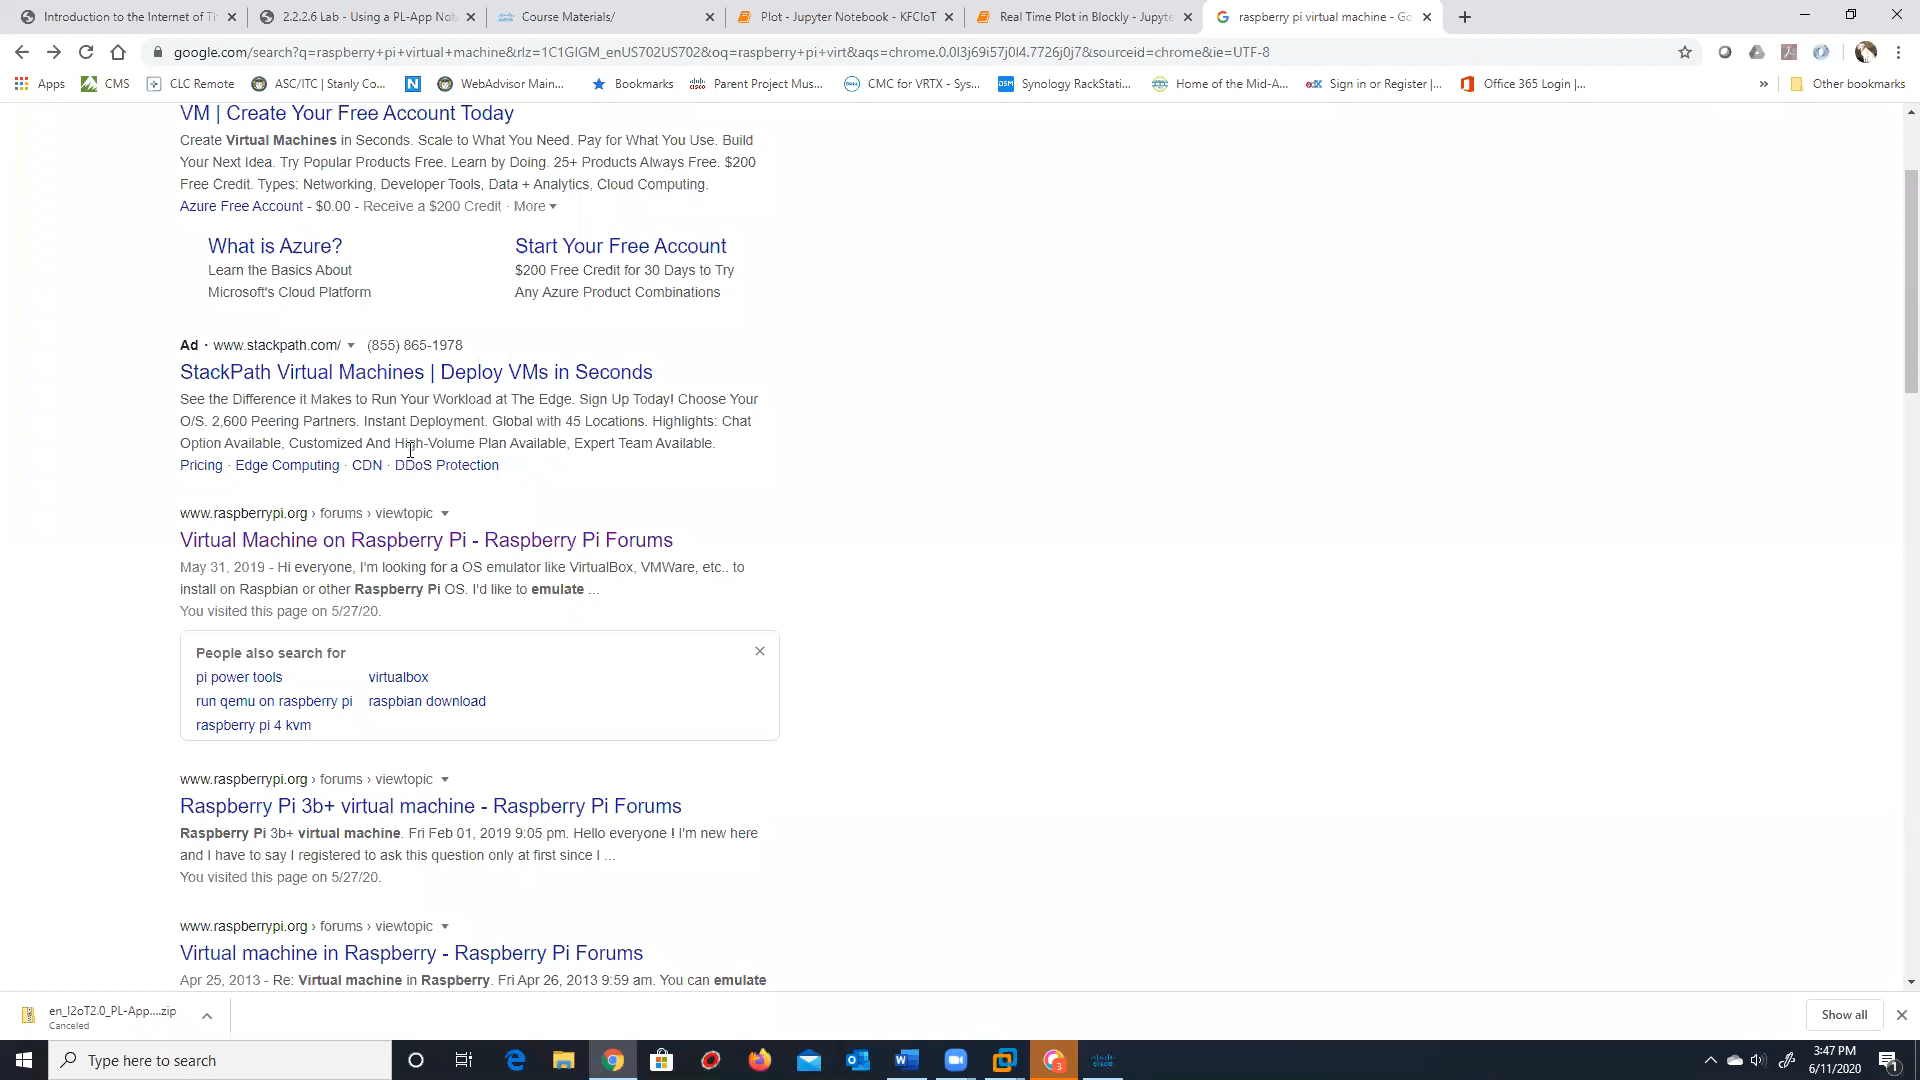 Introduction to the Internet of Ti
2.2.2.6 Lab - Using a PL-App Not
Course Materials/
Plot - Jupyter Notebook - KFCIoT
Real Time Plot in Blockly - Jupyte
raspberry pi virtual machine - Go
google.com/search?q=raspberry+pi+virtual+machine&rlz=1C1GIGM_enUS702US702&oq=raspberry+pi+virt&aqs=chrome.0.0l3j69i57j0l4.7726j0j7&sourceid=chrome&ie=UTF-8
Apps
CMS
CLC Remote
ASC/ITC | Stanly Co...
N
WebAdvisor Main...
Bookmarks
Parent Project Mus...
CMC for VRTX - Sys...
DSM
Synology RackStati...
Home of the Mid-A...
edX
Sign in or Register |...
Office 365 Login |...
»
Other bookmarks
VM | Create Your Free Account Today
Create Virtual Machines in Seconds. Scale to What You Need. Pay for What You Use. Build
Your Next Idea. Try Popular Products Free. Learn by Doing. 25+ Products Always Free. $200
Free Credit. Types: Networking, Developer Tools, Data + Analytics, Cloud Computing.
Azure Free Account - $0.00 - Receive a $200 Credit · More
What is Azure?
Learn the Basics About
Microsoft's Cloud Platform
Start Your Free Account
$200 Free Credit for 30 Days to Try
Any Azure Product Combinations
Ad · www.stackpath.com/ (855) 865-1978
StackPath Virtual Machines | Deploy VMs in Seconds
See the Difference it Makes to Run Your Workload at The Edge. Sign Up Today! Choose Your
O/S. 2,600 Peering Partners. Instant Deployment. Global with 45 Locations. Highlights: Chat
Option Available, Customized And High-Volume Plan Available, Expert Team Available.
Pricing · Edge Computing · CDN · DDoS Protection
www.raspberrypi.org › forums › viewtopic
Virtual Machine on Raspberry Pi - Raspberry Pi Forums
May 31, 2019 - Hi everyone, I'm looking for a OS emulator like VirtualBox, VMWare, etc.. to
install on Raspbian or other Raspberry Pi OS. I'd like to emulate ...
You visited this page on 5/27/20.
People also search for
pi power tools
virtualbox
run qemu on raspberry pi
raspbian download
raspberry pi 4 kvm
www.raspberrypi.org › forums › viewtopic
Raspberry Pi 3b+ virtual machine - Raspberry Pi Forums
Raspberry Pi 3b+ virtual machine. Fri Feb 01, 2019 9:05 pm. Hello everyone ! I'm new here
and I have to say I registered to ask this question only at first since I ...
You visited this page on 5/27/20.
www.raspberrypi.org › forums › viewtopic
Virtual machine in Raspberry - Raspberry Pi Forums
Apr 25, 2013 - Re: Virtual machine in Raspberry. Fri Apr 26, 2013 9:59 am. You can emulate
en_I2oT2.0_PL-App....zip
Canceled
Show all
Type here to search
3
cisco
3:47 PM
6/11/2020
1